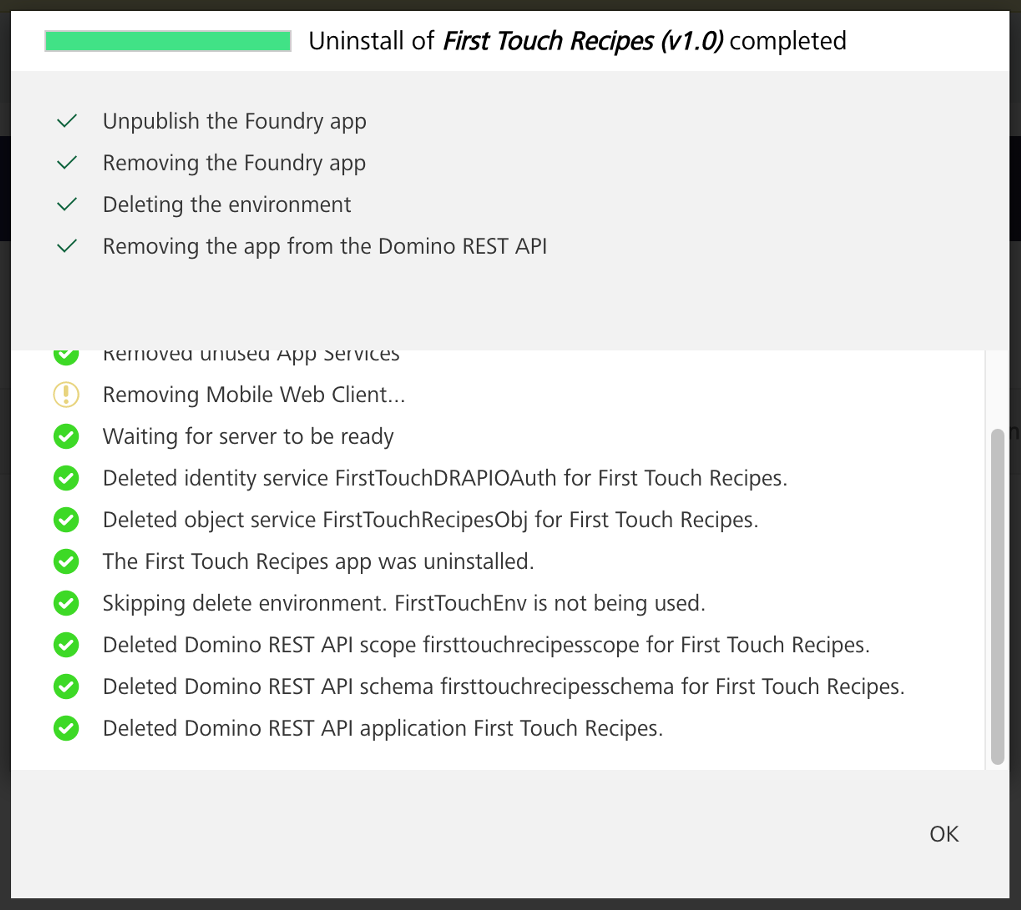 Uninstall of First Touch Recipes (v1.0) completed
Unpublish the Foundry app
Removing the Foundry app
Deleting the environment
Removing the app from the Domino REST API
Removed unused App Services
Removing Mobile Web Client...
Waiting for server to be ready
Deleted identity service FirstTouchDRAPIOAuth for First Touch Recipes.
Deleted object service FirstTouchRecipesObj for First Touch Recipes.
The First Touch Recipes app was uninstalled.
Skipping delete environment. FirstTouchEnv is not being used.
Deleted Domino REST API scope firsttouchrecipesscope for First Touch Recipes.
Deleted Domino REST API schema firsttouchrecipesschema for First Touch Recipes.
Deleted Domino REST API application First Touch Recipes.
OK